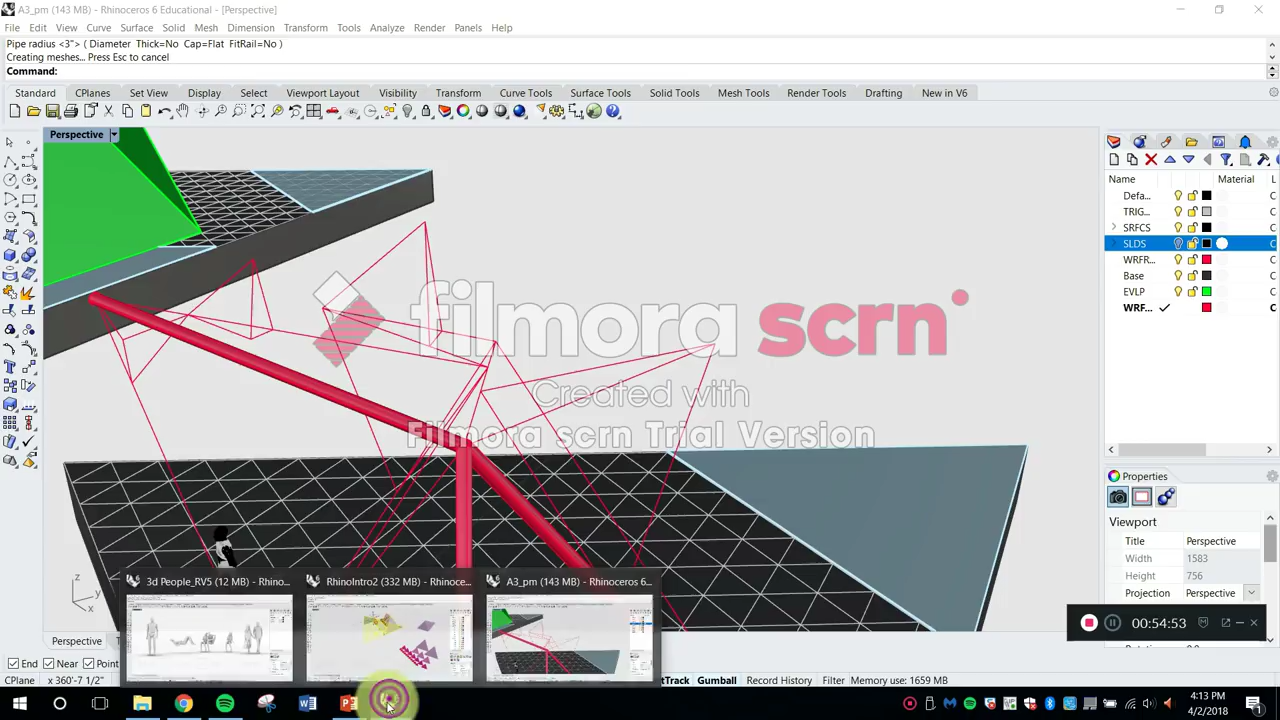 A3_pm (143 MB) - Rhinoceros 6 Educational - [Perspective]
File Edit View Curve Surface Solid Mesh Dimension Transform Tools Analyze Render Panels Help
Pipe radius <3"> ( Diameter Thick=No Cap=Flat FitRail=No )
Creating meshes... Press Esc to cancel
Command:
Standard CPlanes Set View Display Select Viewport Layout Visibility Transform Curve Tools Surface Tools Solid Tools Mesh Tools Render Tools Drafting New in V6
Perspective
Name Material L
Defa... C
TRIG... C
SRFCS C
SLDS C
WRFR... C
Base C
EVLP C
WRF... C
filmora scrn
Created with
Filmora scrn Trial Version
Properties
Viewport
Title Perspective
Width 1583
Height 756
Projection Perspective
00:54:53
3d People_RV5 (12 MB) - Rhino... RhinoIntro2 (332 MB) - Rhinoce... A3_pm (143 MB) - Rhinoceros 6...
z
y
x
Perspective
End Near Point
CPlane x 360'-7 1/2" Gumball Record History Filter Memory use: 1659 MB
4:13 PM
4/2/2018